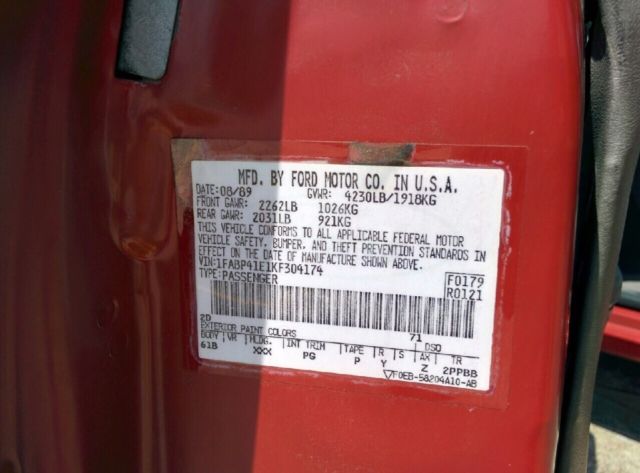 MFD. BY FORD MOTOR CO. IN U.S.A.
DATE: 08/89 GVWR: 4230LB/1918KG
FRONT GAWR: 2262LB 1026KG
REAR GAWR: 2031LB 921KG
THIS VEHICLE CONFORMS TO ALL APPLICABLE FEDERAL MOTOR
VEHICLE SAFETY, BUMPER, AND THEFT PREVENTION STANDARDS IN
EFFECT ON THE DATE OF MANUFACTURE SHOWN ABOVE.
VIN: 1FABP41E1KF304174
TYPE: PASSENGER
F0179
R0121
2D 71
EXTERIOR PAINT COLORS DSO
BODY VR MLDG. INT TRIM TAPE R S AX TR
61B XXX PG P Y Z 2PPBB
F0EB-58204A10-AB